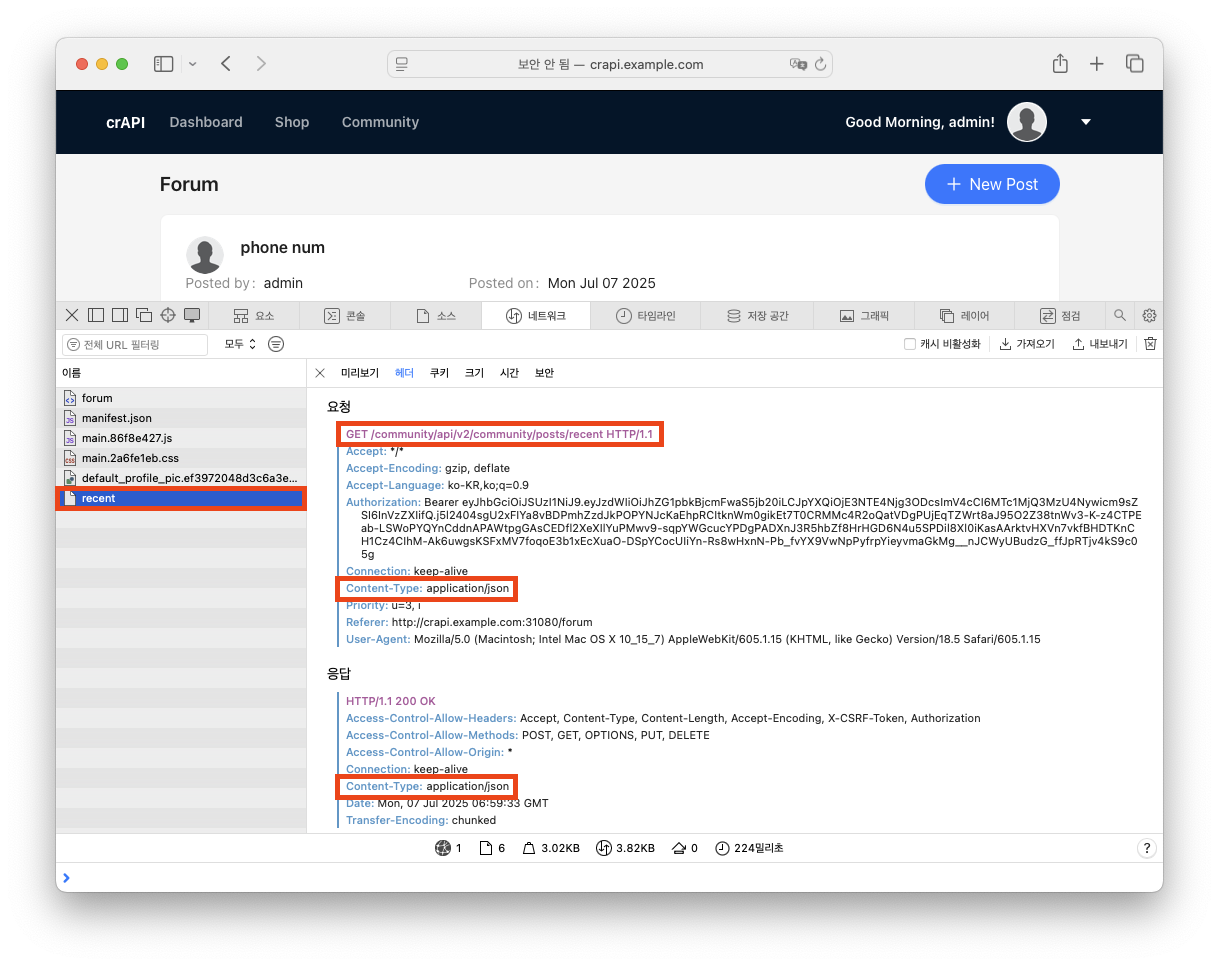 보안 안 됨 — crapi.example.com
crAPI Dashboard Shop Community Good Morning, admin!
Forum
+ New Post
phone num
Posted by : admin Posted on : Mon Jul 07 2025
요소 콘솔 소스 네트워크 타임라인 저장 공간 그래픽 레이어 점검
전체 URL 필터링 모두 캐시 비활성화 가져오기 내보내기
이름
미리보기 헤더 쿠키 크기 시간 보안
forum
manifest.json
main.86f8e427.js
main.2a6fe1eb.css
default_profile_pic.ef3972048d3c6a3e...
recent
요청
GET /community/api/v2/community/posts/recent HTTP/1.1
Accept: */*
Accept-Encoding: gzip, deflate
Accept-Language: ko-KR,ko;q=0.9
Authorization: Bearer
Connection: keep-alive
Content-Type: application/json
Priority: u=3, i
Referer: http://crapi.example.com:31080/forum
User-Agent: Mozilla/5.0 (Macintosh; Intel Mac OS X 10_15_7) AppleWebKit/605.1.15 (KHTML, like Gecko) Version/18.5 Safari/605.1.15
응답
HTTP/1.1 200 OK
Access-Control-Allow-Headers: Accept, Content-Type, Content-Length, Accept-Encoding, X-CSRF-Token, Authorization
Access-Control-Allow-Methods: POST, GET, OPTIONS, PUT, DELETE
Access-Control-Allow-Origin: *
Connection: keep-alive
Content-Type: application/json
Date: Mon, 07 Jul 2025 06:59:33 GMT
Transfer-Encoding: chunked
1 6 3.02KB 3.82KB 0 224밀리초 ?